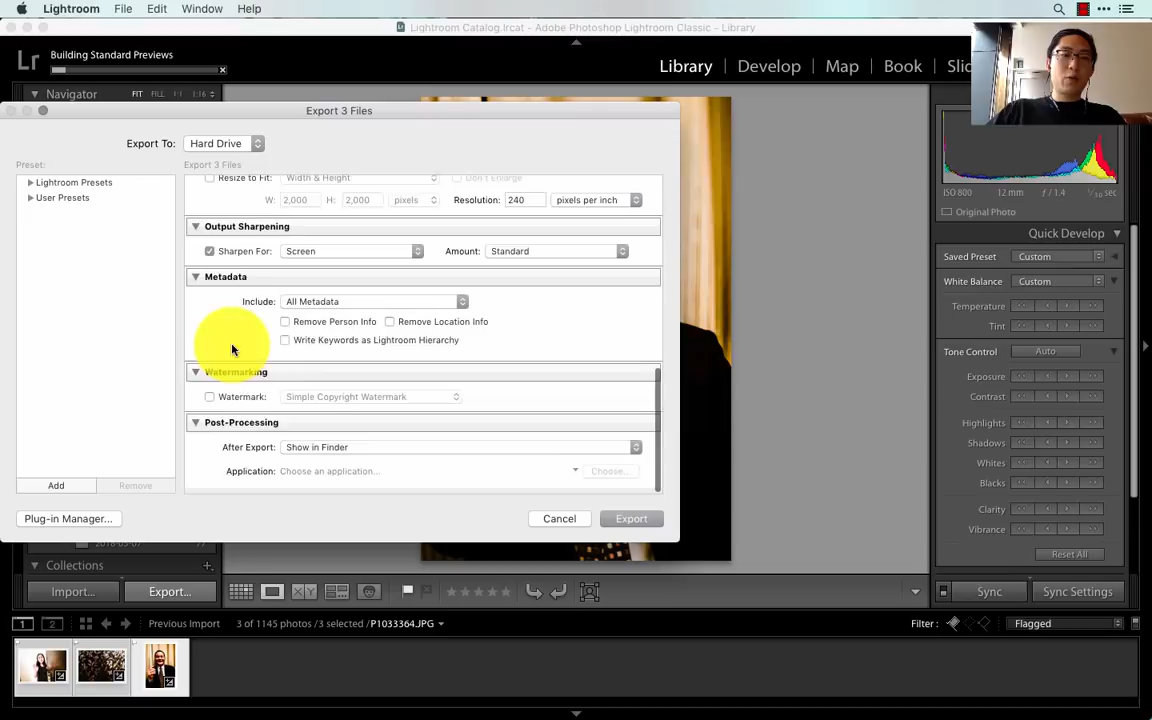 Lightroom File Edit Window Help
Lightroom Catalog.lrcat - Adobe Photoshop Lightroom Classic - Library
Lr
Building Standard Previews
Library Develop Map Book
Navigator FIT FILL 1:1 1:16
Export 3 Files
Export To: Hard Drive
Preset:
Export 3 Files
Lightroom Presets
User Presets
Resize to Fit: Width & Height Don't Enlarge
W: 2,000 H: 2,000 pixels Resolution: 240 pixels per inch
Output Sharpening
Sharpen For: Screen Amount: Standard
Metadata
Include: All Metadata
Remove Person Info Remove Location Info
Write Keywords as Lightroom Hierarchy
Watermarking
Watermark: Simple Copyright Watermark
Post-Processing
After Export: Show in Finder
Application: Choose an application... Choose...
Add Remove
Plug-in Manager... Cancel Export
ISO 800 12 mm ƒ / 1.4 1/30 sec
Original Photo
Quick Develop
Saved Preset Custom
White Balance Custom
Temperature
Tint
Tone Control Auto
Exposure
Contrast
Highlights
Shadows
Whites
Blacks
Clarity
Vibrance
Reset All
Collections
Import... Export... Sync Sync Settings
1 2 Previous Import 3 of 1145 photos /3 selected /P1033364.JPG Filter : Flagged